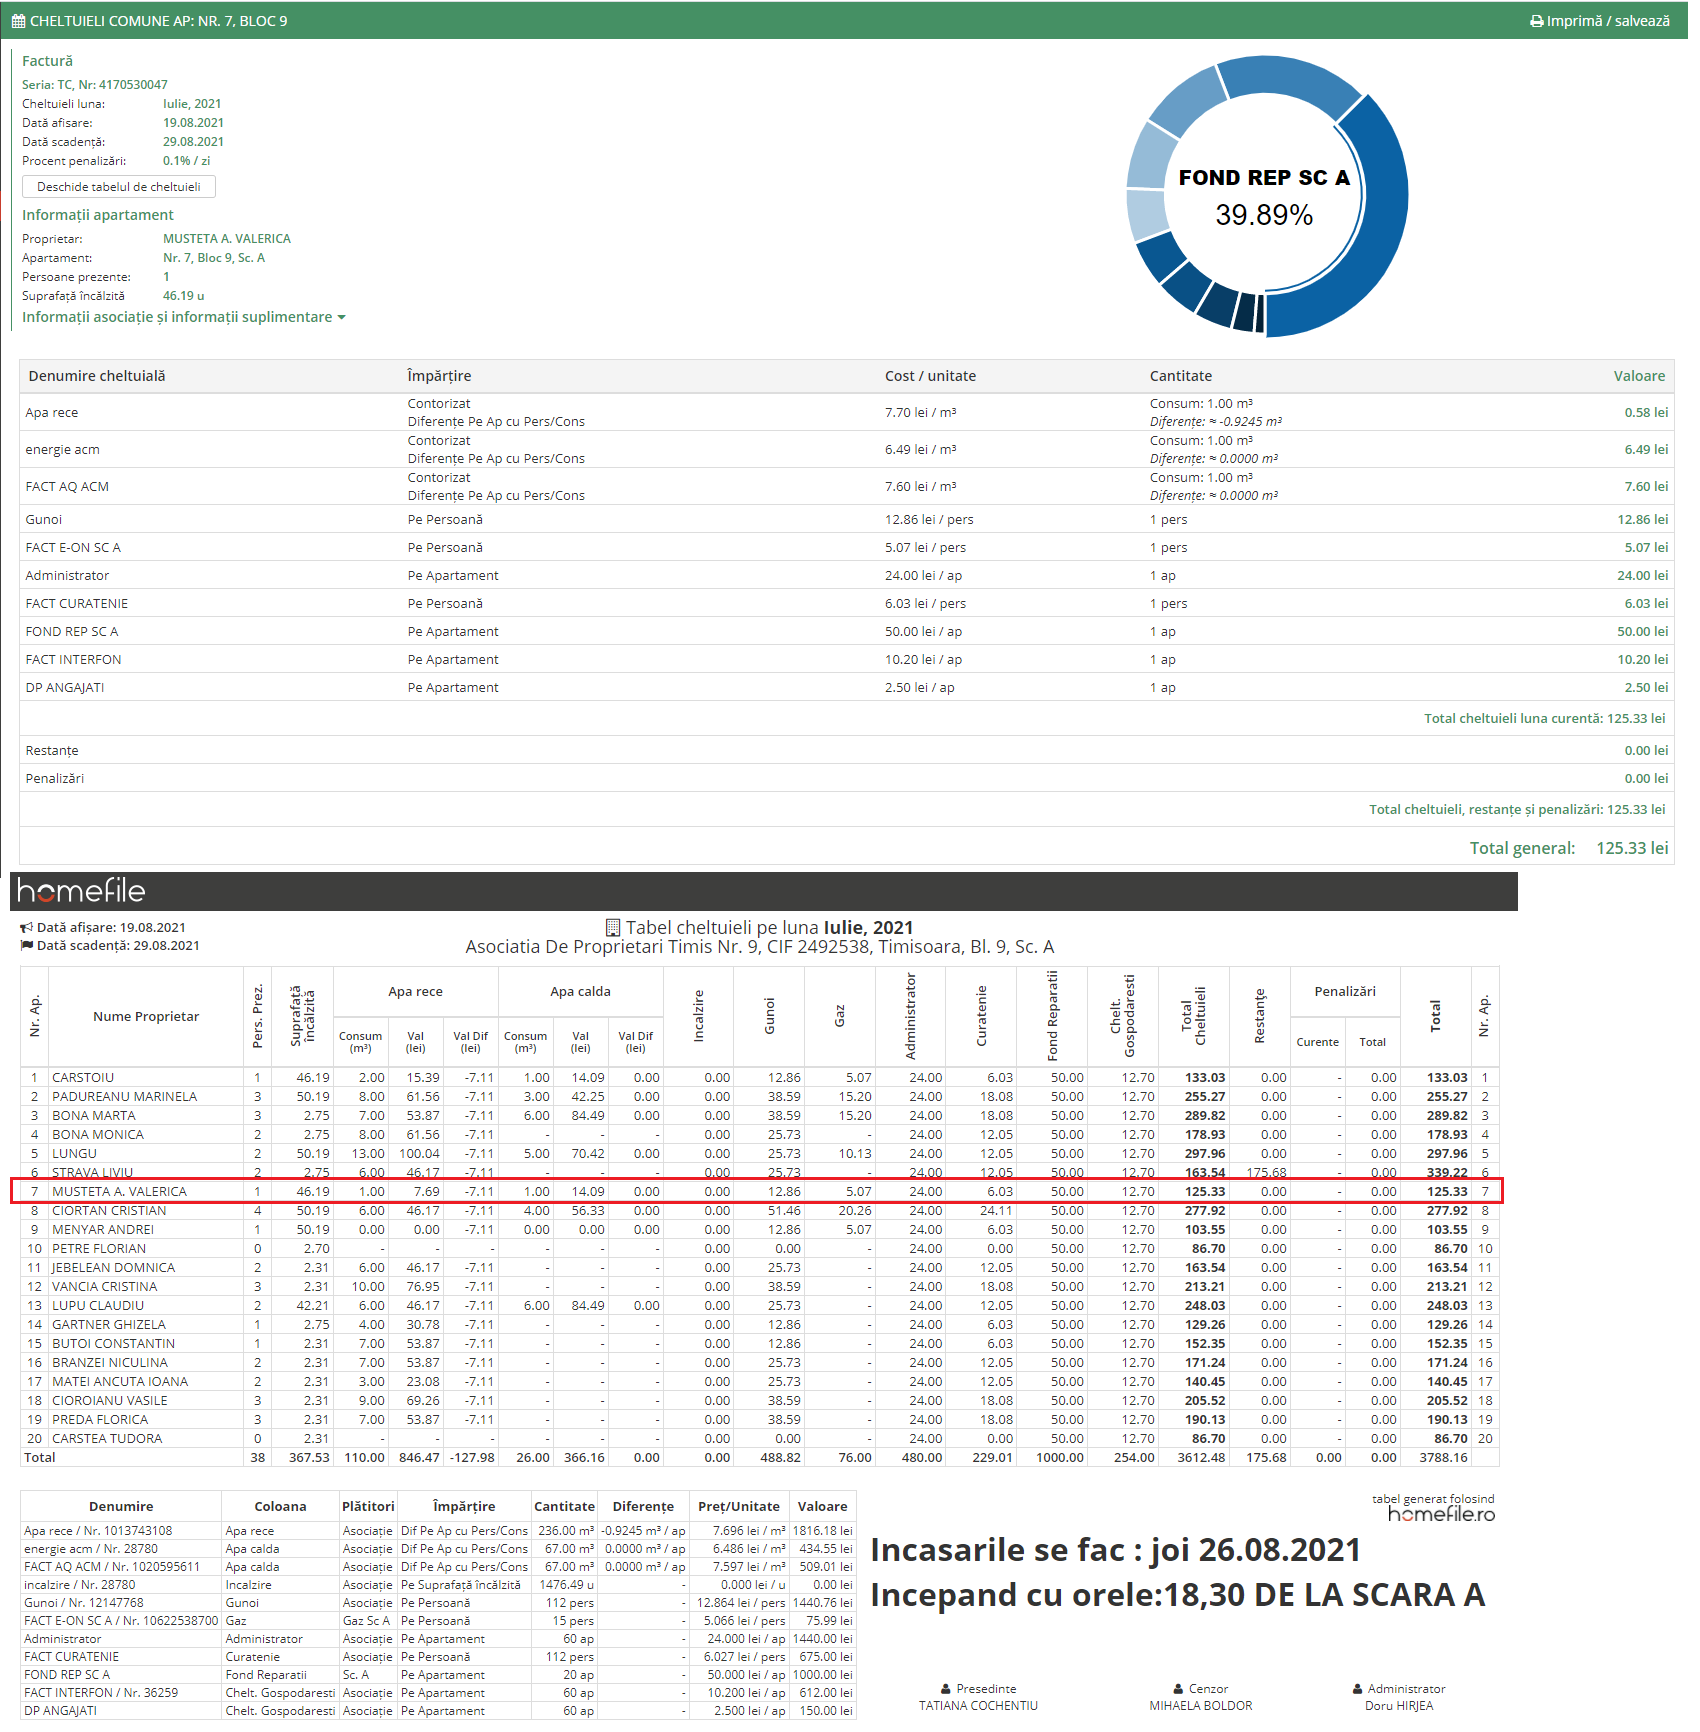 CHELTUIELI COMUNE AP: NR. 7, BLOC 9
Imprimă / salvează
Factură
Seria: TC, Nr: 4170530047
Cheltuieli luna: Iulie, 2021
Dată afisare: 19.08.2021
Dată scadență: 29.08.2021
Procent penalizări: 0.1% / zi
Deschide tabelul de cheltuieli
Informații apartament
Proprietar: MUSTETA A. VALERICA
Apartament: Nr. 7, Bloc 9, Sc. A
Persoane prezente: 1
Suprafață încălzită 46.19 u
Informații asociație și informații suplimentare
FOND REP SC A
39.89%
Denumire cheltuială Împărțire Cost / unitate Cantitate Valoare
Apa rece Contorizat 7.70 lei / m³ Consum: 1.00 m³ 0.58 lei
Diferențe Pe Ap cu Pers/Cons Diferențe: ≈ -0.9245 m³
energie acm Contorizat 6.49 lei / m³ Consum: 1.00 m³ 6.49 lei
Diferențe Pe Ap cu Pers/Cons Diferențe: ≈ 0.0000 m³
FACT AQ ACM Contorizat 7.60 lei / m³ Consum: 1.00 m³ 7.60 lei
Diferențe Pe Ap cu Pers/Cons Diferențe: ≈ 0.0000 m³
Gunoi Pe Persoană 12.86 lei / pers 1 pers 12.86 lei
FACT E-ON SC A Pe Persoană 5.07 lei / pers 1 pers 5.07 lei
Administrator Pe Apartament 24.00 lei / ap 1 ap 24.00 lei
FACT CURATENIE Pe Persoană 6.03 lei / pers 1 pers 6.03 lei
FOND REP SC A Pe Apartament 50.00 lei / ap 1 ap 50.00 lei
FACT INTERFON Pe Apartament 10.20 lei / ap 1 ap 10.20 lei
DP ANGAJATI Pe Apartament 2.50 lei / ap 1 ap 2.50 lei
Total cheltuieli luna curentă: 125.33 lei
Restanțe 0.00 lei
Penalizări 0.00 lei
Total cheltuieli, restanțe și penalizări: 125.33 lei
Total general: 125.33 lei
homefile
Dată afișare: 19.08.2021
Dată scadență: 29.08.2021
Tabel cheltuieli pe luna Iulie, 2021
Asociatia De Proprietari Timis Nr. 9, CIF 2492538, Timisoara, Bl. 9, Sc. A
Nr. Ap. Nume Proprietar Pers. Prez. Suprafață încălzită Apa rece Apa calda Incalzire Gunoi Gaz Administrator Curatenie Fond Reparatii Chelt. Gospodaresti Total Cheltuieli Restanțe Penalizări Total Nr. Ap.
Consum (m³) Val (lei) Val Dif (lei) Consum (m³) Val (lei) Val Dif (lei) Curente Total
1 CARSTOIU 1 46.19 2.00 15.39 -7.11 1.00 14.09 0.00 0.00 12.86 5.07 24.00 6.03 50.00 12.70 133.03 0.00 - 0.00 133.03 1
2 PADUREANU MARINELA 3 50.19 8.00 61.56 -7.11 3.00 42.25 0.00 0.00 38.59 15.20 24.00 18.08 50.00 12.70 255.27 0.00 - 0.00 255.27 2
3 BONA MARTA 3 2.75 7.00 53.87 -7.11 6.00 84.49 0.00 0.00 38.59 15.20 24.00 18.08 50.00 12.70 289.82 0.00 - 0.00 289.82 3
4 BONA MONICA 2 2.75 8.00 61.56 -7.11 - - - 0.00 25.73 - 24.00 12.05 50.00 12.70 178.93 0.00 - 0.00 178.93 4
5 LUNGU 2 50.19 13.00 100.04 -7.11 5.00 70.42 0.00 0.00 25.73 10.13 24.00 12.05 50.00 12.70 297.96 0.00 - 0.00 297.96 5
6 STRAVA LIVIU 2 2.75 6.00 46.17 -7.11 - - - 0.00 25.73 - 24.00 12.05 50.00 12.70 163.54 175.68 - 0.00 339.22 6
7 MUSTETA A. VALERICA 1 46.19 1.00 7.69 -7.11 1.00 14.09 0.00 0.00 12.86 5.07 24.00 6.03 50.00 12.70 125.33 0.00 - 0.00 125.33 7
8 CIORTAN CRISTIAN 4 50.19 6.00 46.17 -7.11 4.00 56.33 0.00 0.00 51.46 20.26 24.00 24.11 50.00 12.70 277.92 0.00 - 0.00 277.92 8
9 MENYAR ANDREI 1 50.19 0.00 0.00 -7.11 0.00 0.00 0.00 0.00 12.86 5.07 24.00 6.03 50.00 12.70 103.55 0.00 - 0.00 103.55 9
10 PETRE FLORIAN 0 2.70 - - - - - - 0.00 0.00 - 24.00 0.00 50.00 12.70 86.70 0.00 - 0.00 86.70 10
11 JEBELEAN DOMNICA 2 2.31 6.00 46.17 -7.11 - - - 0.00 25.73 - 24.00 12.05 50.00 12.70 163.54 0.00 - 0.00 163.54 11
12 VANCIA CRISTINA 3 2.31 10.00 76.95 -7.11 - - - 0.00 38.59 - 24.00 18.08 50.00 12.70 213.21 0.00 - 0.00 213.21 12
13 LUPU CLAUDIU 2 42.21 6.00 46.17 -7.11 6.00 84.49 0.00 0.00 25.73 - 24.00 12.05 50.00 12.70 248.03 0.00 - 0.00 248.03 13
14 GARTNER GHIZELA 1 2.75 4.00 30.78 -7.11 - - - 0.00 12.86 - 24.00 6.03 50.00 12.70 129.26 0.00 - 0.00 129.26 14
15 BUTOI CONSTANTIN 1 2.31 7.00 53.87 -7.11 - - - 0.00 12.86 - 24.00 6.03 50.00 12.70 152.35 0.00 - 0.00 152.35 15
16 BRANZEI NICULINA 2 2.31 7.00 53.87 -7.11 - - - 0.00 25.73 - 24.00 12.05 50.00 12.70 171.24 0.00 - 0.00 171.24 16
17 MATEI ANCUTA IOANA 2 2.31 3.00 23.08 -7.11 - - - 0.00 25.73 - 24.00 12.05 50.00 12.70 140.45 0.00 - 0.00 140.45 17
18 CIOROIANU VASILE 3 2.31 9.00 69.26 -7.11 - - - 0.00 38.59 - 24.00 18.08 50.00 12.70 205.52 0.00 - 0.00 205.52 18
19 PREDA FLORICA 3 2.31 7.00 53.87 -7.11 - - - 0.00 38.59 - 24.00 18.08 50.00 12.70 190.13 0.00 - 0.00 190.13 19
20 CARSTEA TUDORA 0 2.31 - - - - - - 0.00 0.00 - 24.00 0.00 50.00 12.70 86.70 0.00 - 0.00 86.70 20
Total 38 367.53 110.00 846.47 -127.98 26.00 366.16 0.00 0.00 488.82 76.00 480.00 229.01 1000.00 254.00 3612.48 175.68 0.00 0.00 3788.16
Denumire Coloana Plătitori Împărțire Cantitate Diferențe Preț/Unitate Valoare
Apa rece / Nr. 1013743108 Apa rece Asociație Dif Pe Ap cu Pers/Cons 236.00 m³ -0.9245 m³ / ap 7.696 lei / m³ 1816.18 lei
energie acm / Nr. 28780 Apa calda Asociație Dif Pe Ap cu Pers/Cons 67.00 m³ 0.0000 m³ / ap 6.486 lei / m³ 434.55 lei
FACT AQ ACM / Nr. 1020595611 Apa calda Asociație Dif Pe Ap cu Pers/Cons 67.00 m³ 0.0000 m³ / ap 7.597 lei / m³ 509.01 lei
incalzire / Nr. 28780 Incalzire Asociație Pe Suprafață încălzită 1476.49 u - 0.000 lei / u 0.00 lei
Gunoi / Nr. 12147768 Gunoi Asociație Pe Persoană 112 pers - 12.864 lei / pers 1440.76 lei
FACT E-ON SC A / Nr. 10622538700 Gaz Gaz Sc A Pe Persoană 15 pers - 5.066 lei / pers 75.99 lei
Administrator Administrator Asociație Pe Apartament 60 ap - 24.000 lei / ap 1440.00 lei
FACT CURATENIE Curatenie Asociație Pe Persoană 112 pers - 6.027 lei / pers 675.00 lei
FOND REP SC A Fond Reparatii Sc. A Pe Apartament 20 ap - 50.000 lei / ap 1000.00 lei
FACT INTERFON / Nr. 36259 Chelt. Gospodaresti Asociație Pe Apartament 60 ap - 10.200 lei / ap 612.00 lei
DP ANGAJATI Chelt. Gospodaresti Asociație Pe Apartament 60 ap - 2.500 lei / ap 150.00 lei
tabel generat folosind
homefile.ro
Incasarile se fac : joi 26.08.2021
Incepand cu orele:18,30 DE LA SCARA A
Presedinte Cenzor Administrator
TATIANA COCHENTIU MIHAELA BOLDOR Doru HIRJEA